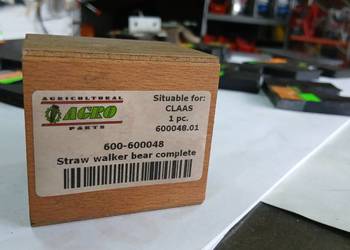 AGRICULTURAL
AGRO
PARTS
Situable for:
CLAAS
1 pc.
600048.01
600-600048
Straw walker bear complete